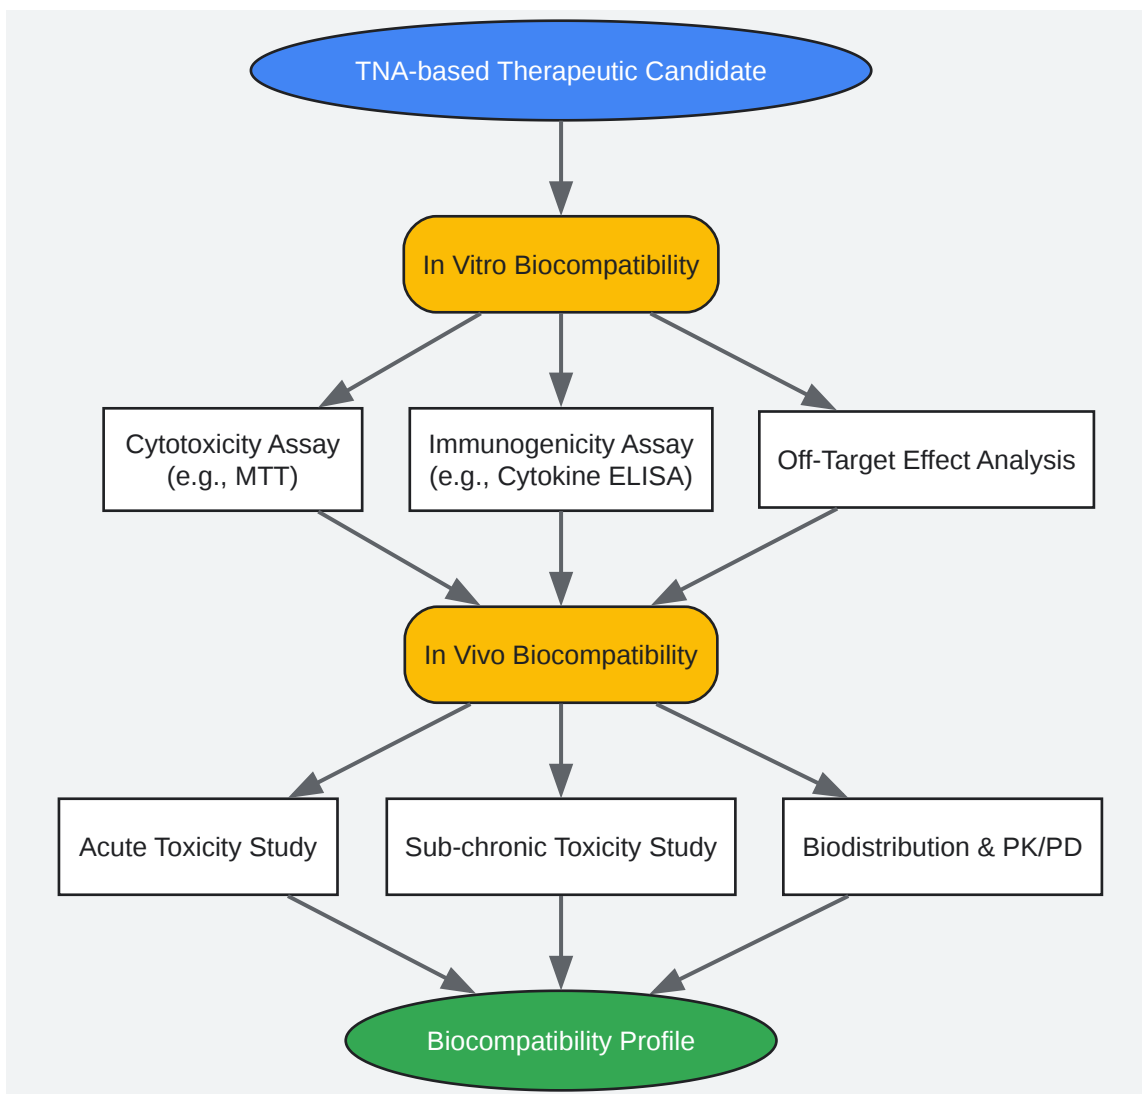 TNA-based Therapeutic Candidate
In Vitro Biocompatibility
Cytotoxicity Assay
(e.g., MTT)
Immunogenicity Assay
(e.g., Cytokine ELISA)
Off-Target Effect Analysis
In Vivo Biocompatibility
Acute Toxicity Study
Sub-chronic Toxicity Study
Biodistribution & PK/PD
Biocompatibility Profile